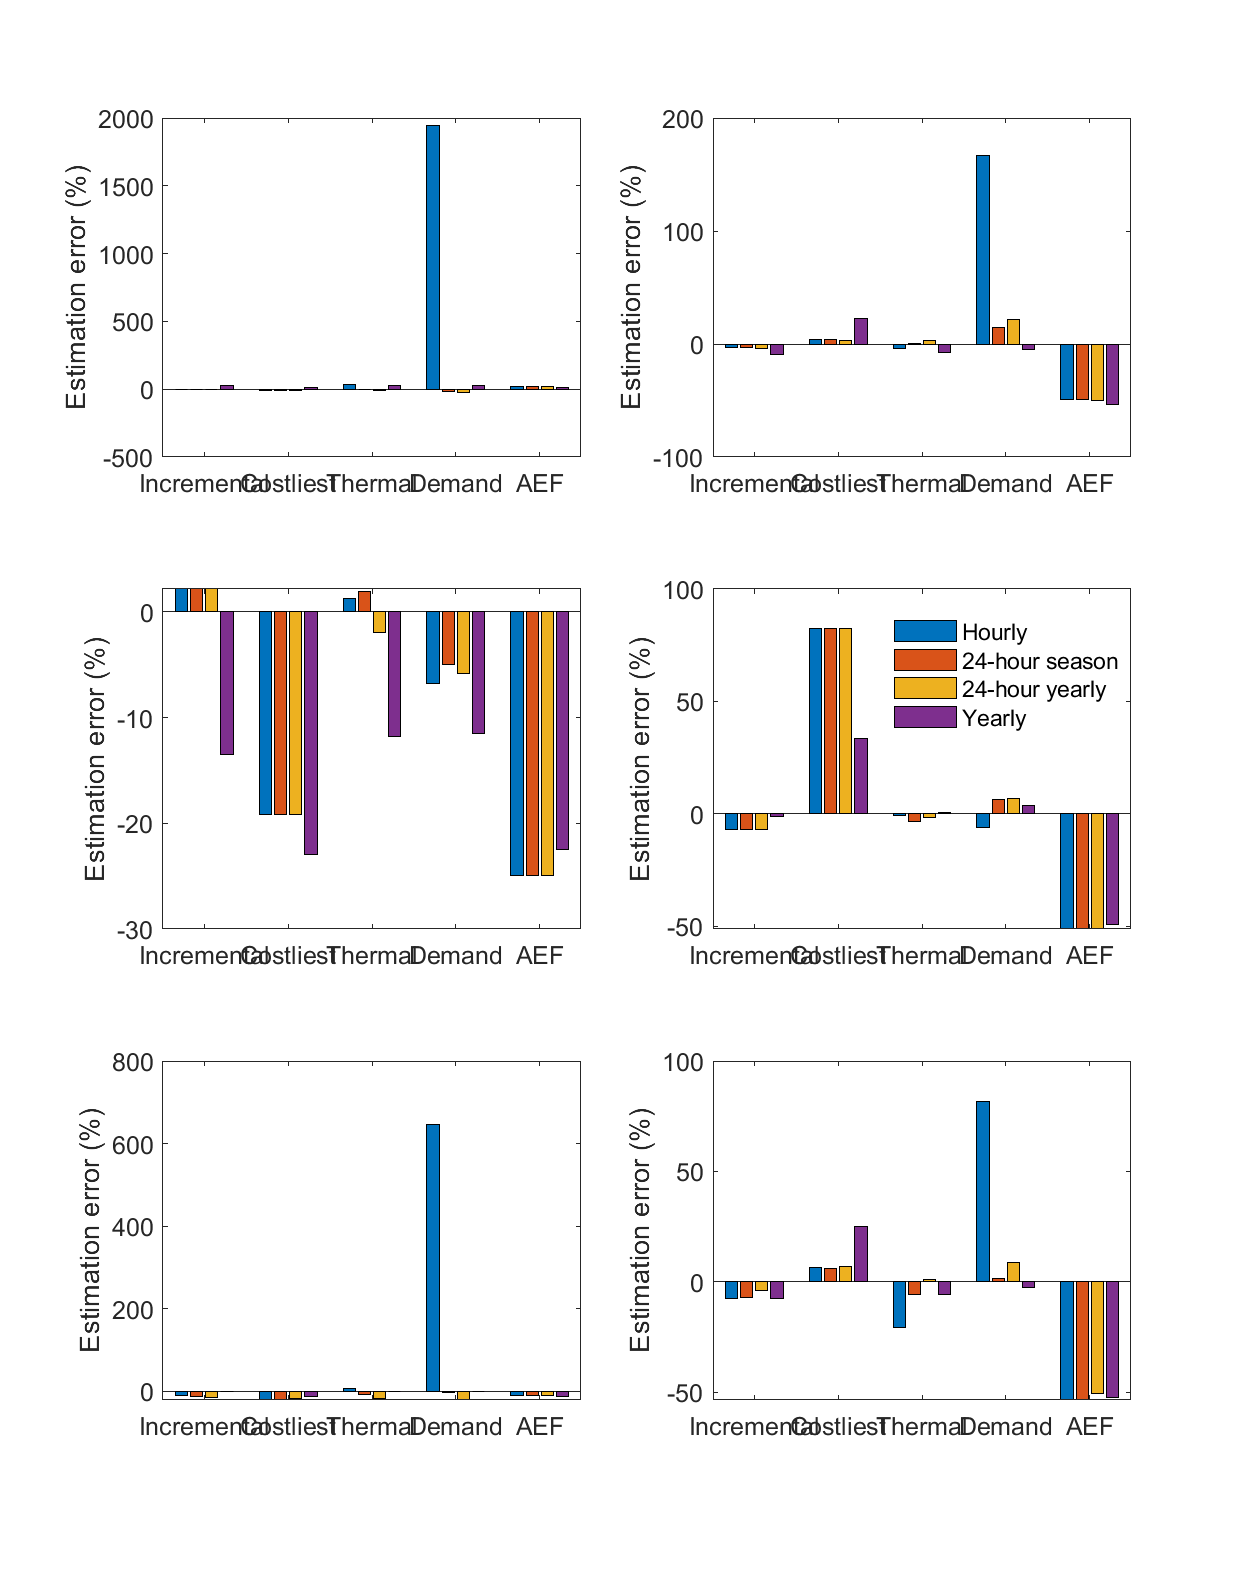 2000
1500
1000
500
0
-500
Estimation error (%)
Incremental Costliest Thermal Demand AEF
200
100
0
-100
Estimation error (%)
Incremental Costliest Thermal Demand AEF
0
-10
-20
-30
Estimation error (%)
Incremental Costliest Thermal Demand AEF
100
50
0
-50
Estimation error (%)
Hourly
24-hour season
24-hour yearly
Yearly
Incremental Costliest Thermal Demand AEF
800
600
400
200
0
Estimation error (%)
Incremental Costliest Thermal Demand AEF
100
50
0
-50
Estimation error (%)
Incremental Costliest Thermal Demand AEF